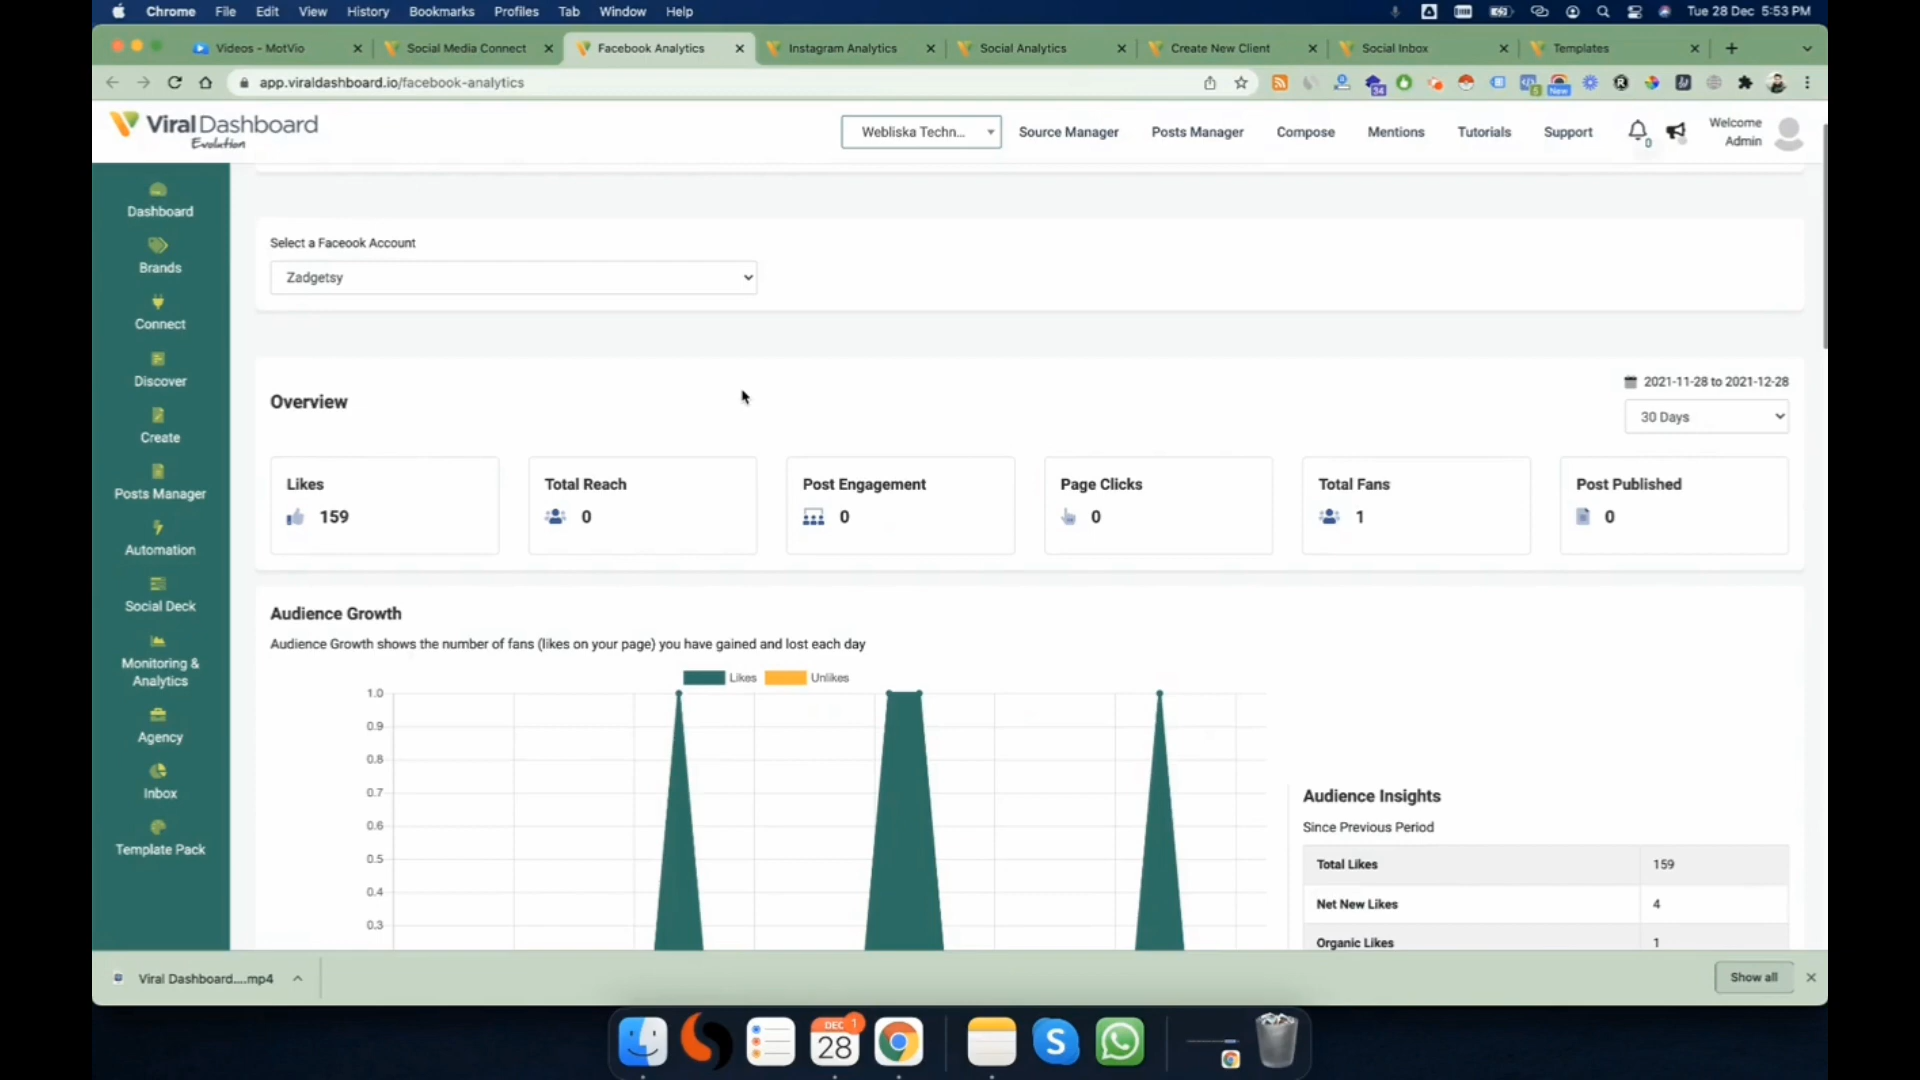 Chrome File Edit View History Bookmarks Profiles Tab Window Help Tue 28 Dec 5:53 PM
Videos - MotVio Social Media Connect Facebook Analytics Instagram Analytics Social Analytics Create New Client Social Inbox Templates
app.viraldashboard.io/facebook-analytics
34
5
New
Viral Dashboard
Evolution
Webliska Techn...
Source Manager
Posts Manager
Compose
Mentions
Tutorials
Support
0
Welcome
Admin
Dashboard
Brands
Connect
Discover
Create
Posts Manager
Automation
Social Deck
Monitoring &
Analytics
Agency
Inbox
Template Pack
Select a Faceook Account
Zadgetsy
Overview
2021-11-28 to 2021-12-28
30 Days
Likes
159
Total Reach
0
Post Engagement
0
Page Clicks
0
Total Fans
1
Post Published
0
Audience Growth
Audience Growth shows the number of fans (likes on your page) you have gained and lost each day
Likes Unlikes
1.0
0.9
0.8
0.7
0.6
0.5
0.4
0.3
Audience Insights
Since Previous Period
Total Likes 159
Net New Likes 4
Organic Likes 1
Viral Dashboard....mp4
Show all
DEC
1
28
S